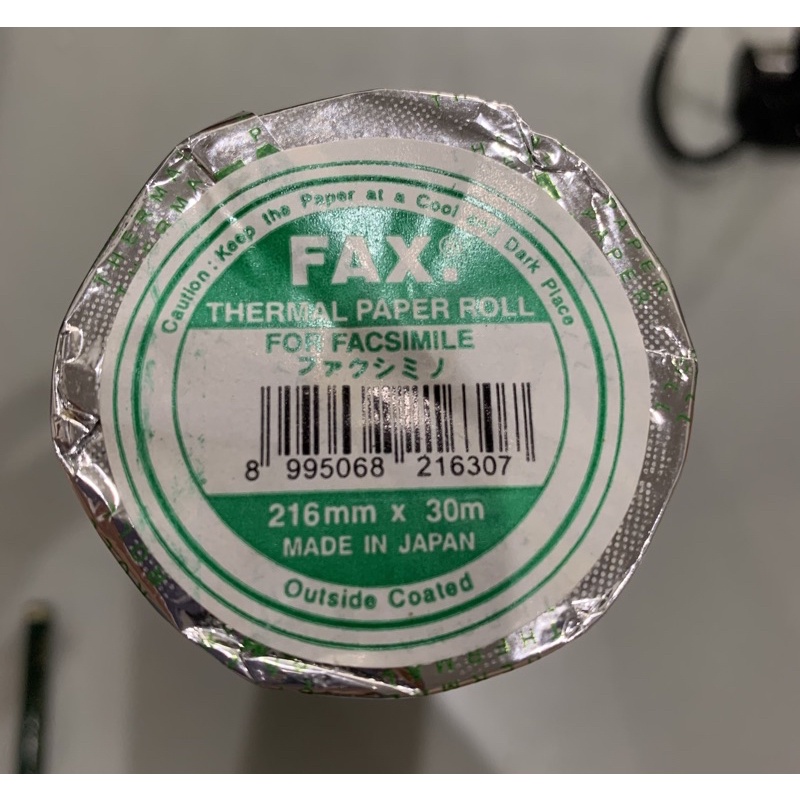 Caution : Keep the Paper at a Cool and Dark Place
FAX.
THERMAL PAPER ROLL
FOR FACSIMILE
ファクシミノ
8 995068 216307
216mm x 30m
MADE IN JAPAN
Outside Coated